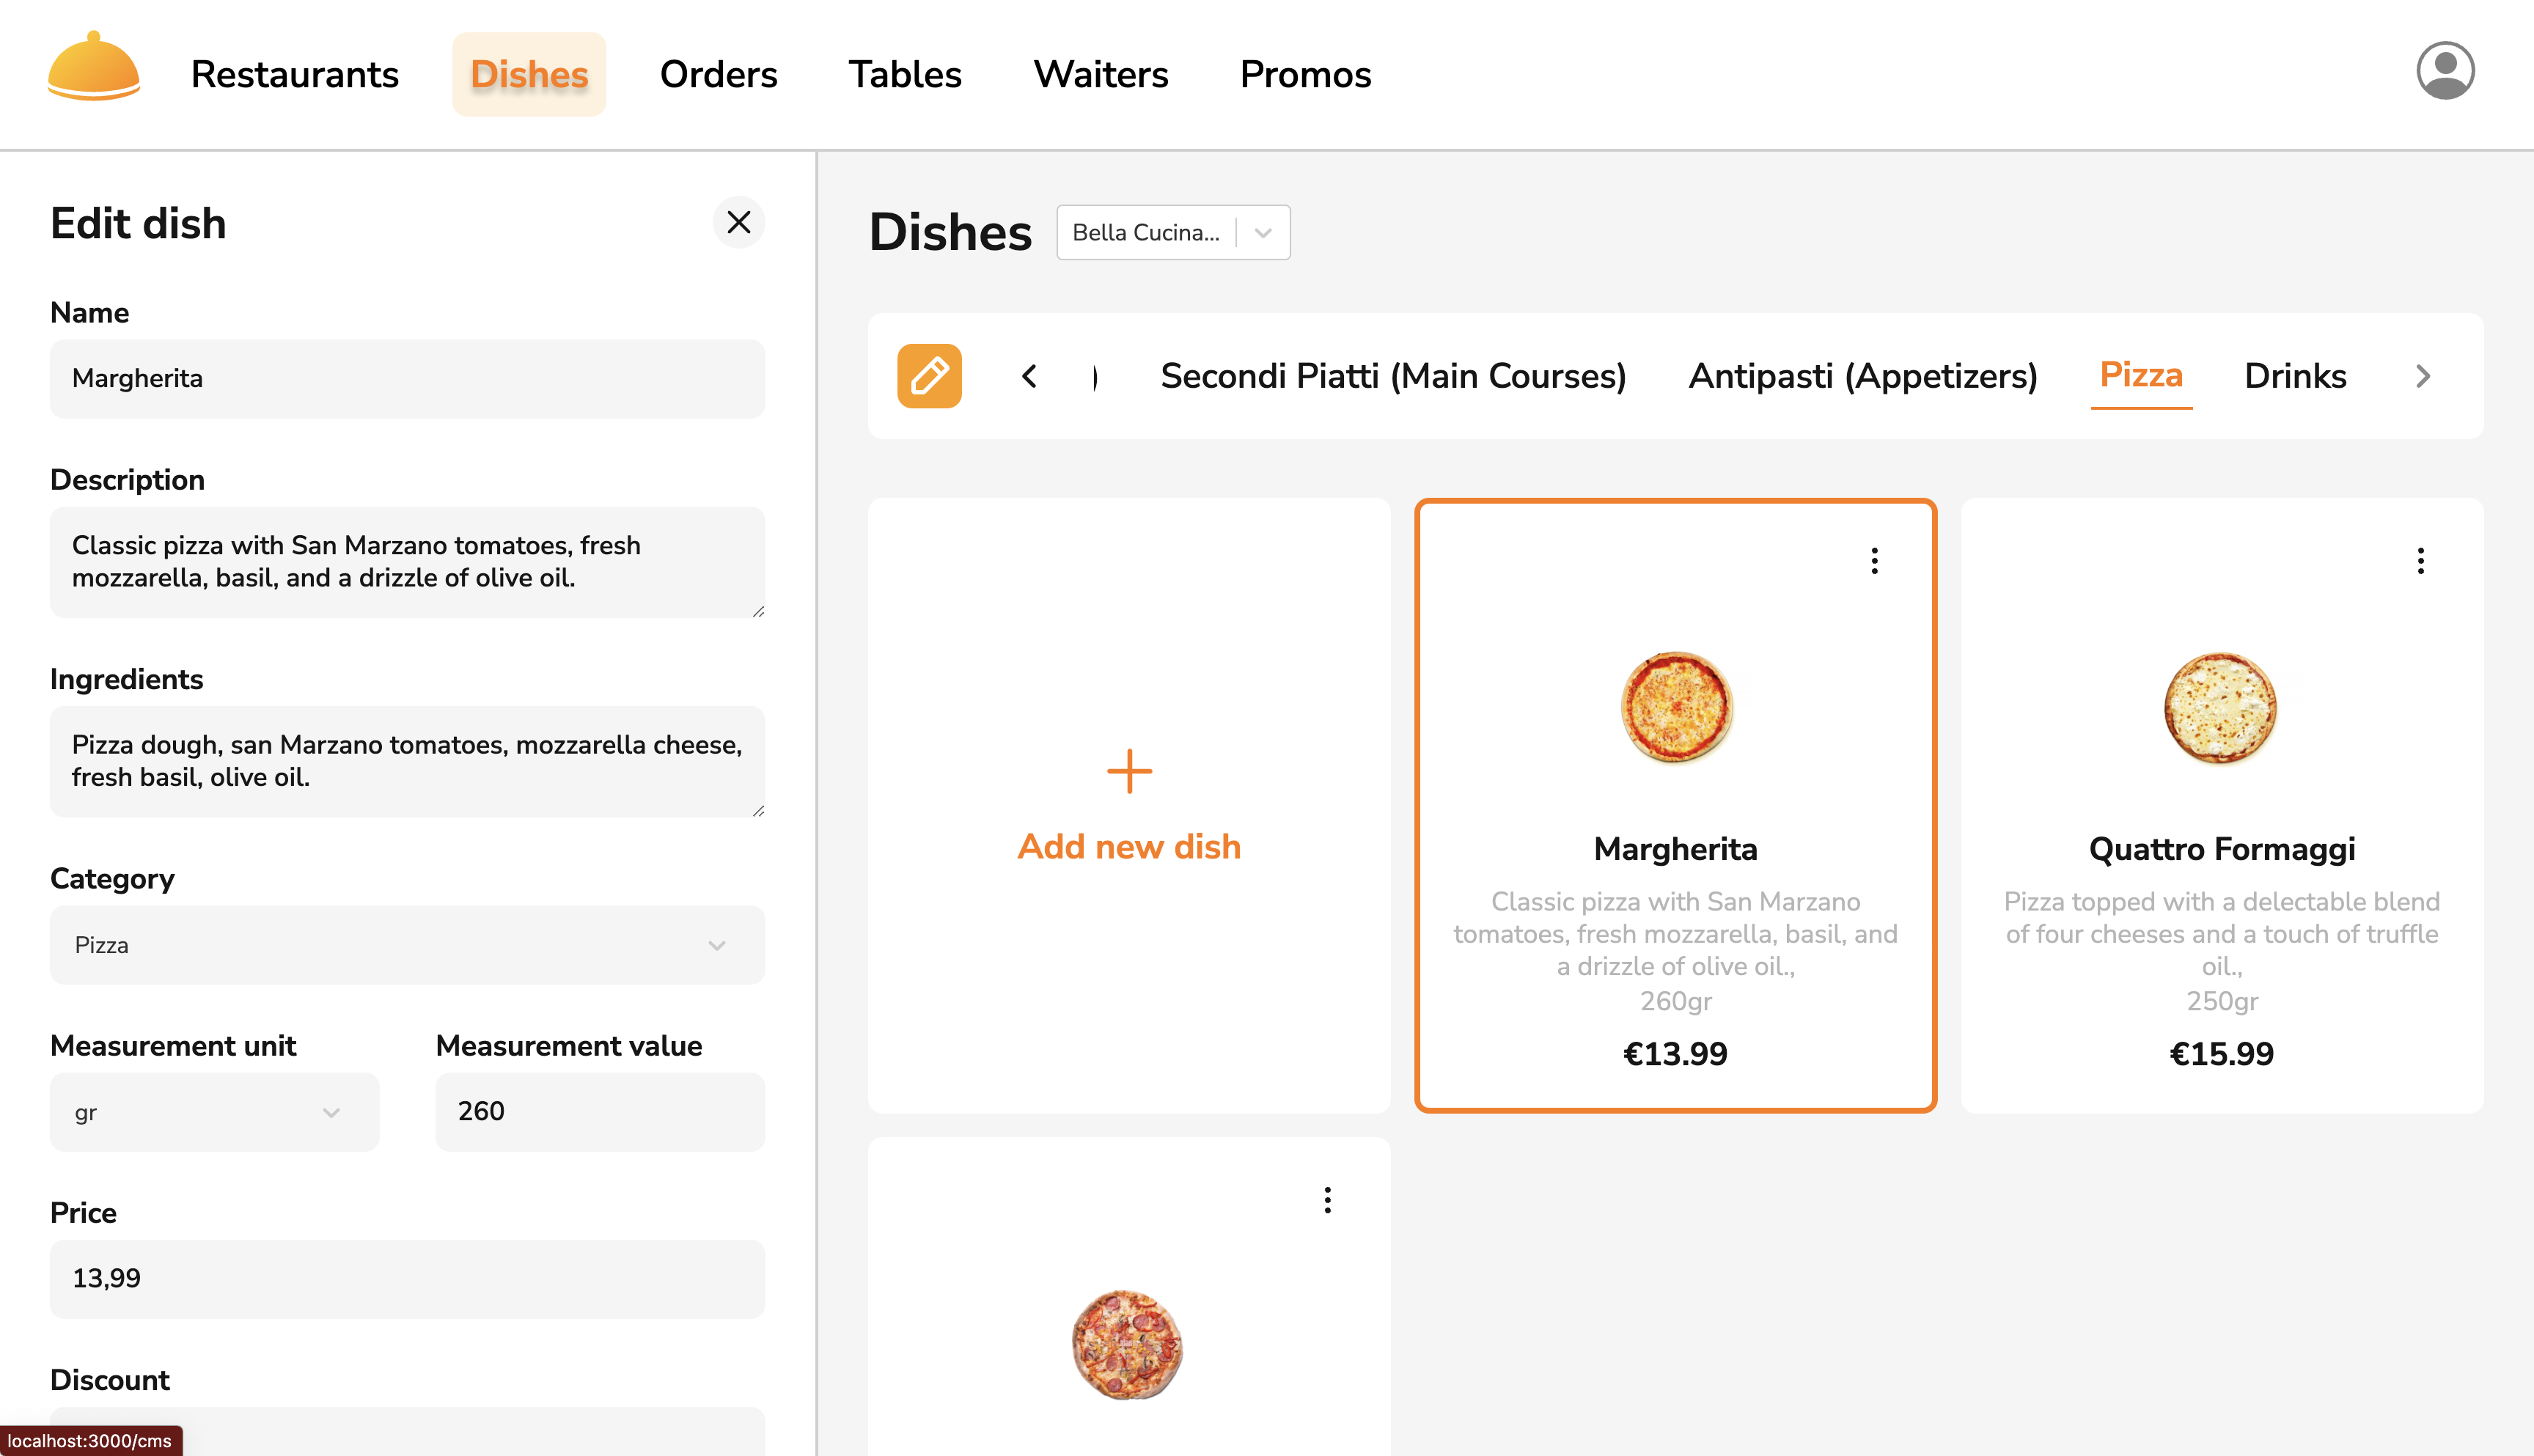 Restaurants
Dishes
Orders
Tables
Waiters
Promos
Edit dish
Name
Margherita
Description
Classic pizza with San Marzano tomatoes, fresh
mozzarella, basil, and a drizzle of olive oil.
Ingredients
Pizza dough, san Marzano tomatoes, mozzarella cheese,
fresh basil, olive oil.
Category
Pizza
Measurement unit
Measurement value
gr
260
Price
13,99
Discount
localhost:3000/cms
Dishes
Bella Cucina...
)
Secondi Piatti (Main Courses)
Antipasti (Appetizers)
Pizza
Drinks
Add new dish
Margherita
Classic pizza with San Marzano
tomatoes, fresh mozzarella, basil, and
a drizzle of olive oil.,
260gr
€13.99
Quattro Formaggi
Pizza topped with a delectable blend
of four cheeses and a touch of truffle
oil.,
250gr
€15.99